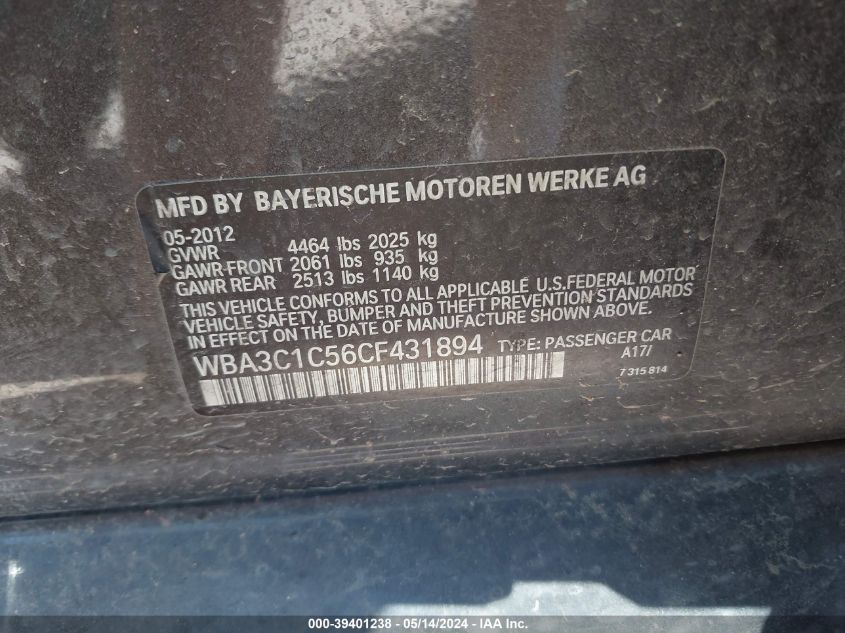 MFD BY BAYERISCHE MOTOREN WERKE AG
05-2012
GVWR 4464 lbs 2025 kg
GAWR FRONT 2061 lbs 935 kg
GAWR REAR 2513 lbs 1140 kg
THIS VEHICLE CONFORMS TO ALL APPLICABLE U.S.FEDERAL MOTOR
VEHICLE SAFETY, BUMPER, AND THEFT PREVENTION STANDARDS
IN EFFECT ON THE DATE OF MANUFACTURE SHOWN ABOVE.
WBA3C1C56CF431894 TYPE: PASSENGER CAR
A17/
7 315 814
000-39401238 - 05/14/2024 - IAA Inc.